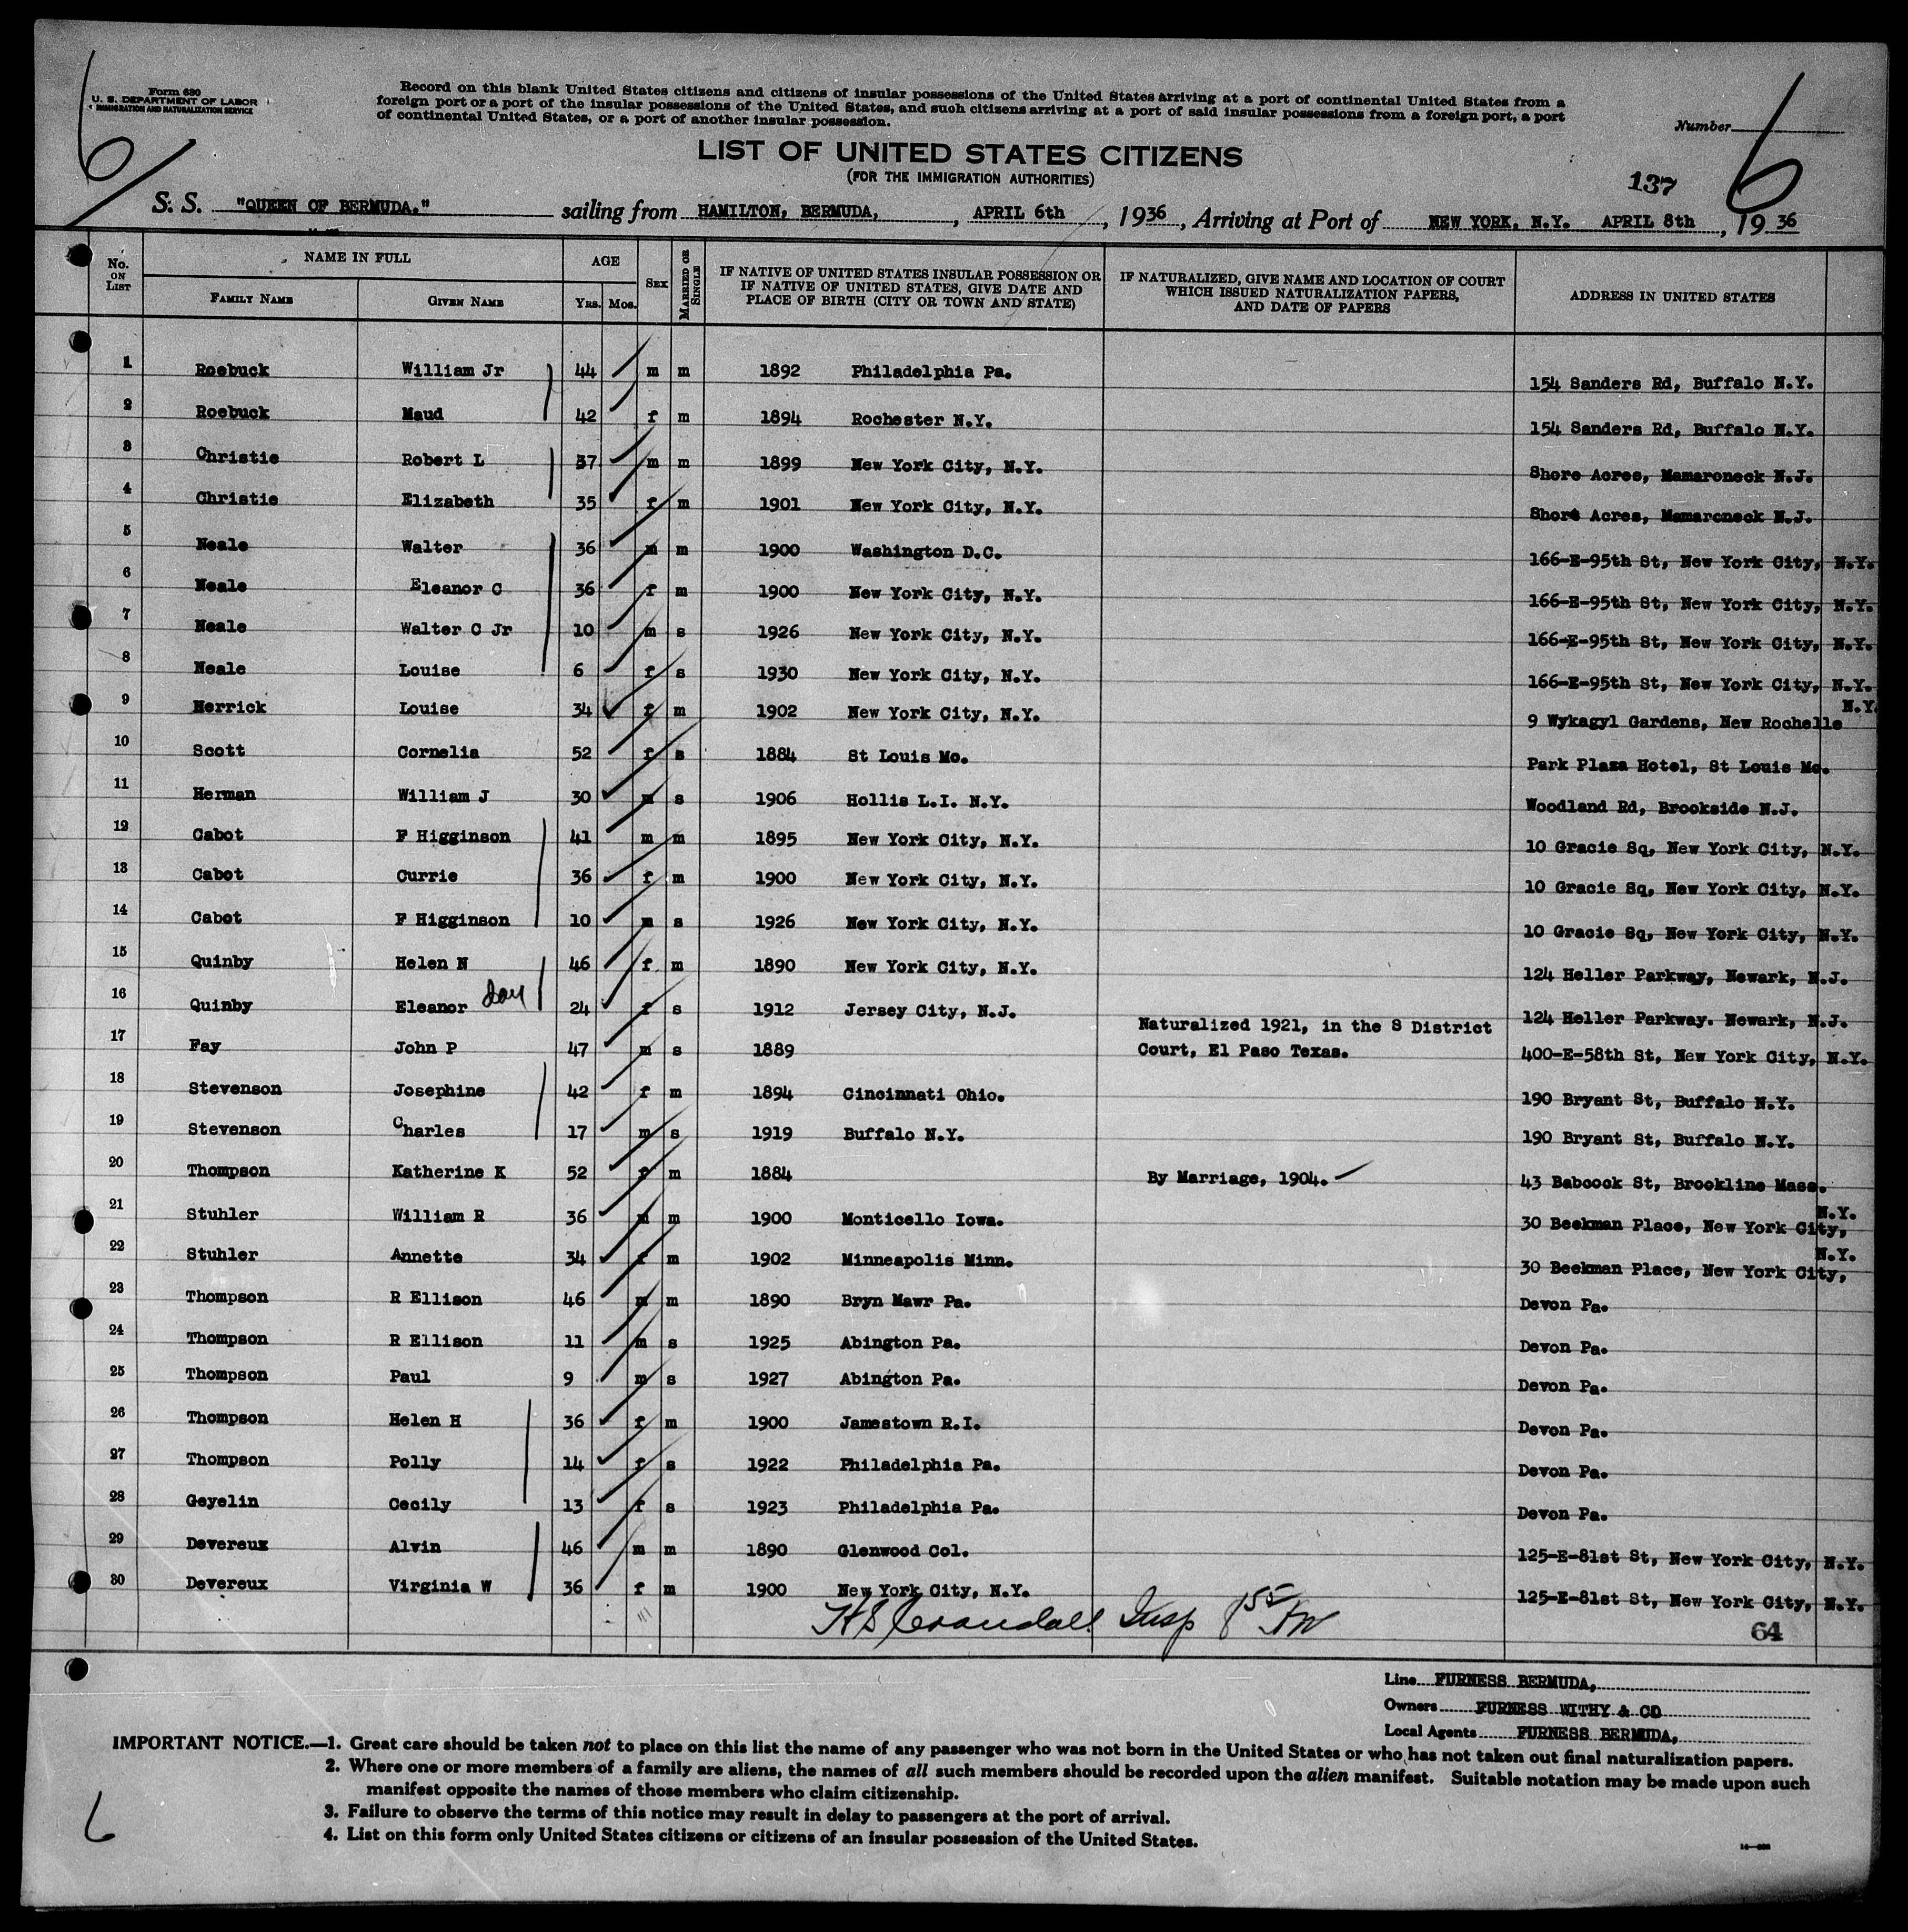 Form 630
U. S. DEPARTMENT OF LABOR
IMMIGRATION AND NATURALIZATION SERVICE
6
Record on this blank United States citizens and citizens of insular possessions of the United States arriving at a port of continental United States from a
foreign port or a port of the insular possessions of the United States, and such citizens arriving at a port of said insular possessions from a foreign port, a port
of continental United States, or a port of another insular possession.
Number 6
LIST OF UNITED STATES CITIZENS
(FOR THE IMMIGRATION AUTHORITIES)
137
S. S. "QUEEN OF BERMUDA." sailing from HAMILTON, BERMUDA, , APRIL 6th , 1936 , Arriving at Port of NEW YORK, N.Y. APRIL 8th , 19 36
No. ON LIST NAME IN FULL FAMILY NAME GIVEN NAME AGE YRS. MOS. SEX MARRIED OR SINGLE IF NATIVE OF UNITED STATES INSULAR POSSESSION OR IF NATIVE OF UNITED STATES, GIVE DATE AND PLACE OF BIRTH (CITY OR TOWN AND STATE) IF NATURALIZED, GIVE NAME AND LOCATION OF COURT WHICH ISSUED NATURALIZATION PAPERS, AND DATE OF PAPERS ADDRESS IN UNITED STATES
1 Roebuck William Jr 44 m m 1892 Philadelphia Pa. 154 Sanders Rd, Buffalo N.Y.
2 Roebuck Maud 42 f m 1894 Rochester N.Y. 154 Sanders Rd, Buffalo N.Y.
3 Christie Robert L 37 m m 1899 New York City, N.Y. Shore Acres, Mamaroneck N.J.
4 Christie Elizabeth 35 f m 1901 New York City, N.Y. Shore Acres, Mamaroneck N.J.
5 Neale Walter 36 m m 1900 Washington D.C. 166-E-95th St, New York City, N.Y.
6 Neale Eleanor C 36 f m 1900 New York City, N.Y. 166-E-95th St, New York City, N.Y.
7 Neale Walter C Jr 10 m s 1926 New York City, N.Y. 166-E-95th St, New York City, N.Y.
8 Neale Louise 6 f s 1930 New York City, N.Y. 166-E-95th St, New York City, N.Y.
9 Herrick Louise 34 f m 1902 New York City, N.Y. 9 Wykagyl Gardens, New Rochelle N.Y.
10 Scott Cornelia 52 f s 1884 St Louis Mo. Park Plaza Hotel, St Louis Mo.
11 Herman William J 30 m s 1906 Hollis L.I. N.Y. Woodland Rd, Brookside N.J.
12 Cabot F Higginson 41 m m 1895 New York City, N.Y. 10 Gracie Sq, New York City, N.Y.
13 Cabot Currie 36 f m 1900 New York City, N.Y. 10 Gracie Sq, New York City, N.Y.
14 Cabot F Higginson 10 m s 1926 New York City, N.Y. 10 Gracie Sq, New York City, N.Y.
15 Quinby Helen N 46 f m 1890 New York City, N.Y. 124 Heller Parkway, Newark, N.J.
16 Quinby Eleanor dau 24 f s 1912 Jersey City, N.J. 124 Heller Parkway. Newark, N.J.
17 Fay John P 47 m s 1889 Naturalized 1921, in the S District Court, El Paso Texas. 400-E-58th St, New York City, N.Y.
18 Stevenson Josephine 42 f m 1894 Cincinnati Ohio. 190 Bryant St, Buffalo N.Y.
19 Stevenson Charles 17 m s 1919 Buffalo N.Y. 190 Bryant St, Buffalo N.Y.
20 Thompson Katherine K 52 f m 1884 By Marriage, 1904. 43 Babcock St, Brookline Mass.
21 Stuhler William R 36 m m 1900 Monticello Iowa. 30 Beekman Place, New York City, N.Y.
22 Stuhler Annette 34 f m 1902 Minneapolis Minn. 30 Beekman Place, New York City, N.Y.
23 Thompson R Ellison 46 m m 1890 Bryn Mawr Pa. Devon Pa.
24 Thompson R Ellison 11 m s 1925 Abington Pa. Devon Pa.
25 Thompson Paul 9 m s 1927 Abington Pa. Devon Pa.
26 Thompson Helen H 36 f m 1900 Jamestown R.I. Devon Pa.
27 Thompson Polly 14 f s 1922 Philadelphia Pa. Devon Pa.
28 Geyelin Cecily 13 f s 1923 Philadelphia Pa. Devon Pa.
29 Devereux Alvin 46 m m 1890 Glenwood Col. 125-E-81st St, New York City, N.Y.
30 Devereux Virginia W 36 f m 1900 New York City, N.Y. 125-E-81st St, New York City, N.Y.
H S Crandall Insp 8 55 AM
64
Line FURNESS BERMUDA,
Owners FURNESS WITHY & CO
Local Agents FURNESS BERMUDA,
IMPORTANT NOTICE.—1. Great care should be taken not to place on this list the name of any passenger who was not born in the United States or who has not taken out final naturalization papers.
2. Where one or more members of a family are aliens, the names of all such members should be recorded upon the alien manifest. Suitable notation may be made upon such
manifest opposite the names of those members who claim citizenship.
3. Failure to observe the terms of this notice may result in delay to passengers at the port of arrival.
4. List on this form only United States citizens or citizens of an insular possession of the United States.
6